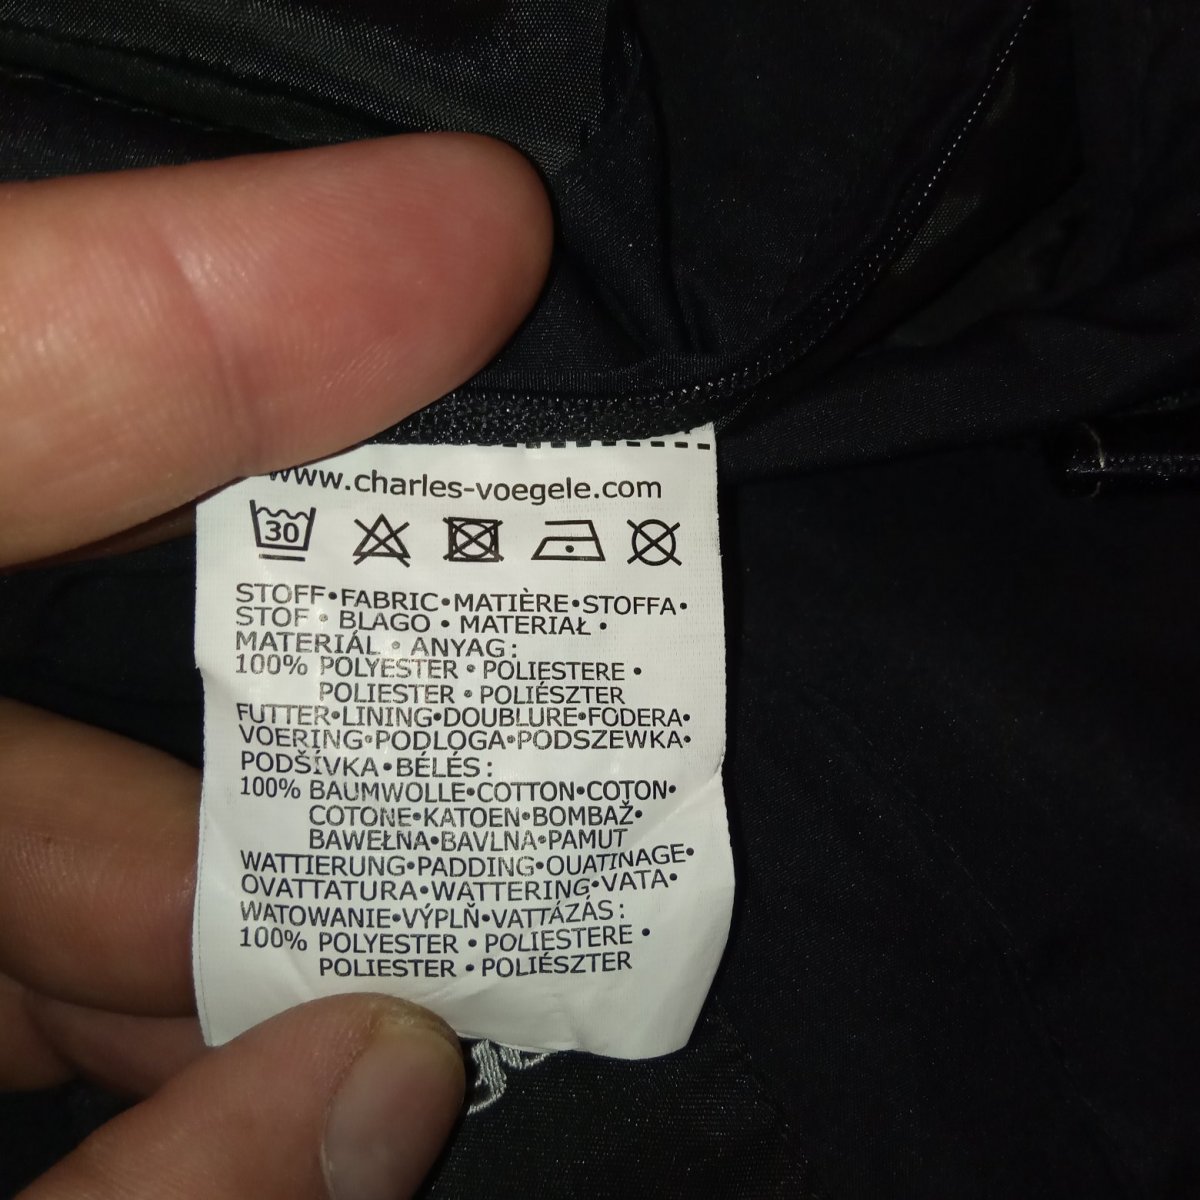 www.charles-voegele.com
30
STOFF•FABRIC•MATIÈRE•STOFFA•
STOF • BLAGO • MATERIAŁ •
MATERIÁL • ANYAG:
100% POLYESTER • POLIESTERE •
POLIESTER • POLIÉSZTER
FUTTER•LINING•DOUBLURE•FODERA•
VOERING•PODLOGA•PODSZEWKA•
PODŠÍVKA•BÉLÉS:
100% BAUMWOLLE•COTTON•COTON•
COTONE•KATOEN•BOMBAŽ•
BAWEŁNA•BAVLNA•PAMUT
WATTIERUNG•PADDING•OUATINAGE•
OVATTATURA•WATTERING•VATA•
WATOWANIE•VÝPLŇ•VATTÁZÁS:
100% POLYESTER • POLIESTERE •
POLIESTER • POLIÉSZTER